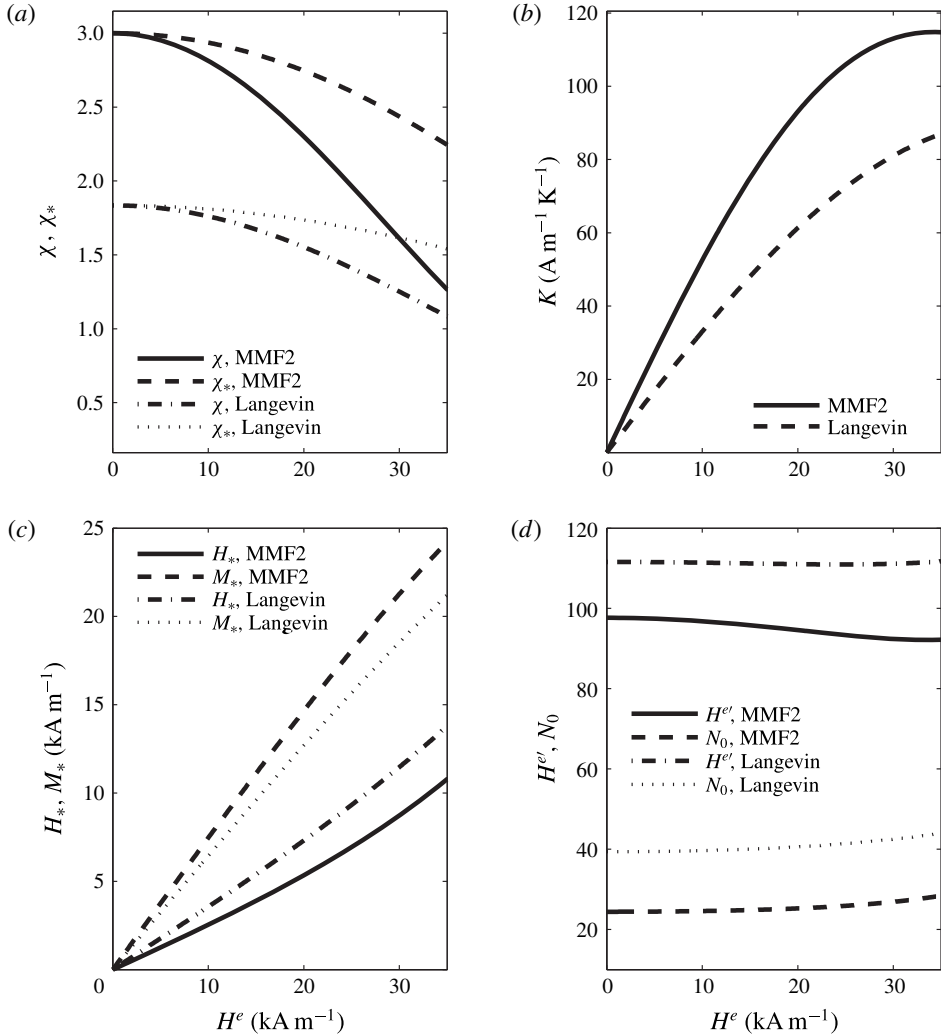 (a)
3.0
2.5
2.0
1.5
1.0
0.5
χ, χ*
χ, MMF2
χ*, MMF2
χ, Langevin
χ*, Langevin
0 10 20 30
(b)
120
100
80
60
40
20
K (A m−1 K−1)
MMF2
Langevin
0 10 20 30
(c)
25
20
15
10
5
H*, M* (kA m−1)
H*, MMF2
M*, MMF2
H*, Langevin
M*, Langevin
0 10 20 30
He (kA m−1)
(d)
120
100
80
60
40
20
He′, N0
He′, MMF2
N0, MMF2
He′, Langevin
N0, Langevin
0 10 20 30
He (kA m−1)